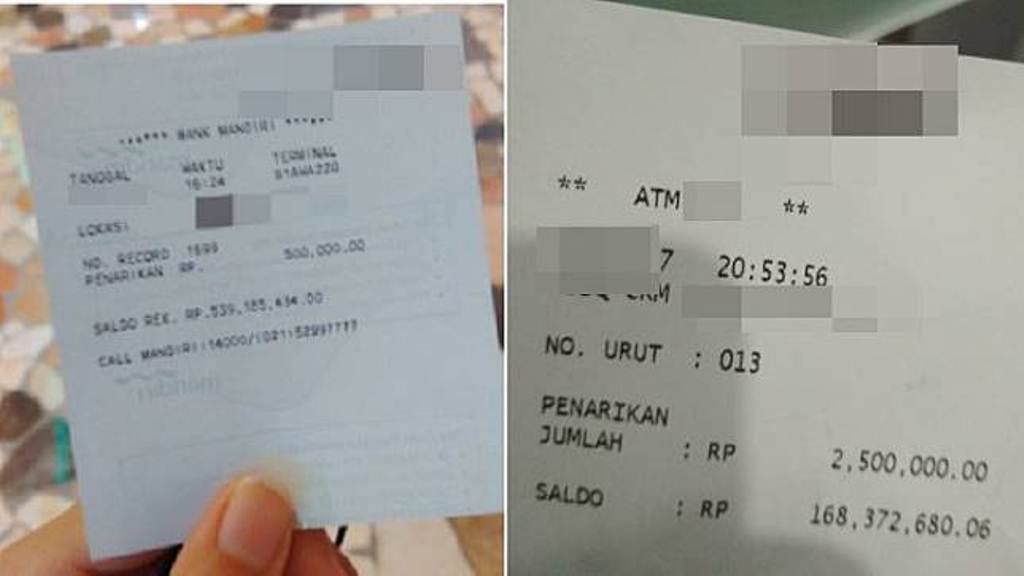 ****** BANK MANDIRI ******
TANGGAL WAKTU TERMINAL
16:24 S1AWAZZG
LOKASI
NO. RECORD 1699
PENARIKAN RP. 500,000.00
SALDO REK. RP.539,185,434.00
CALL MANDIRI:14000/(021)52997777
** ATM **
7 20:53:56
NO. URUT : 013
PENARIKAN
JUMLAH : RP 2,500,000.00
SALDO : RP 168,372,680.06